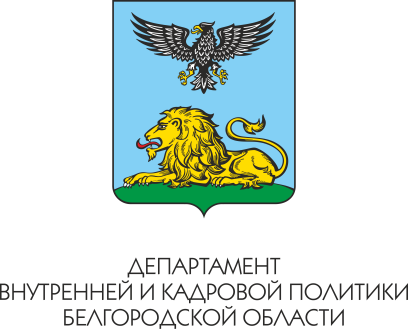 ДЕПАРТАМЕНТ
ВНУТРЕННЕЙ И КАДРОВОЙ ПОЛИТИКИ
БЕЛГОРОДСКОЙ ОБЛАСТИ